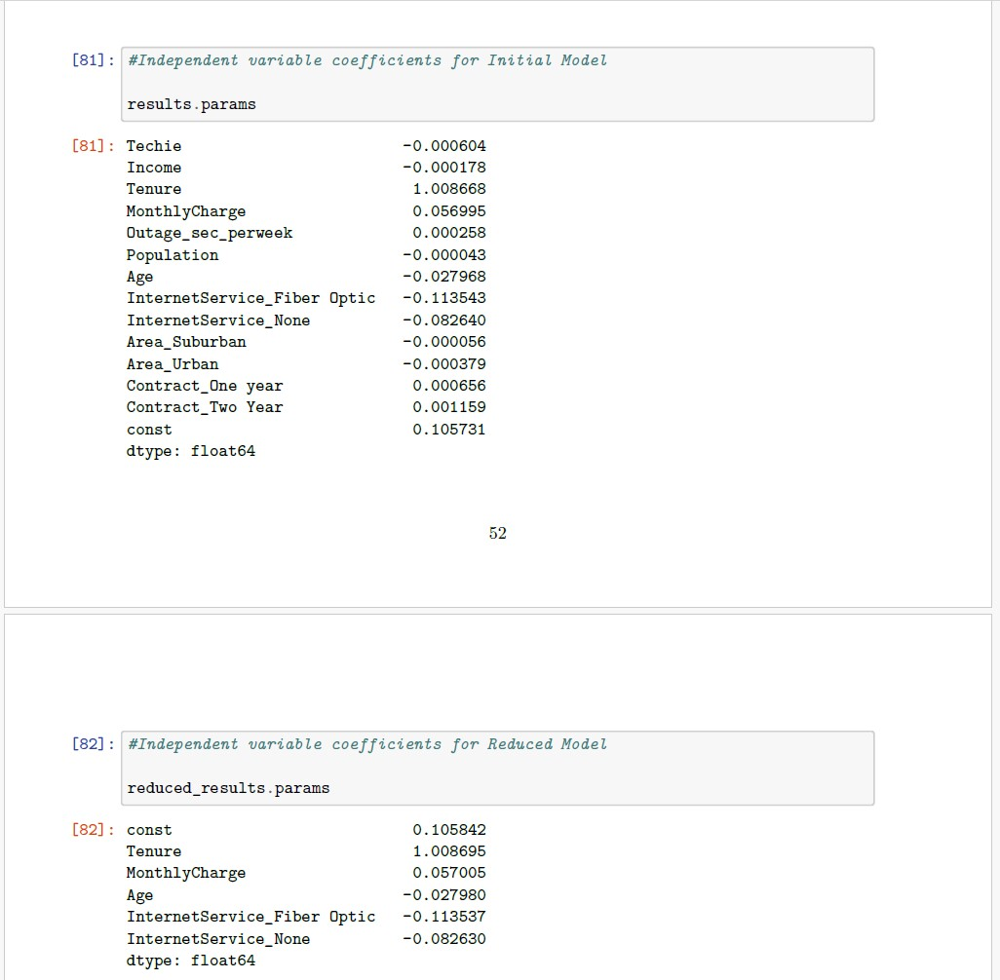 [81]: #Independent variable coefficients for Initial Model
results.params
[81]: Techie -0.000604
Income -0.000178
Tenure 1.008668
MonthlyCharge 0.056995
Outage_sec_perweek 0.000258
Population -0.000043
Age -0.027968
InternetService_Fiber Optic -0.113543
InternetService_None -0.082640
Area_Suburban -0.000056
Area_Urban -0.000379
Contract_One year 0.000656
Contract_Two Year 0.001159
const 0.105731
dtype: float64
52
[82]: #Independent variable coefficients for Reduced Model
reduced_results.params
[82]: const 0.105842
Tenure 1.008695
MonthlyCharge 0.057005
Age -0.027980
InternetService_Fiber Optic -0.113537
InternetService_None -0.082630
dtype: float64